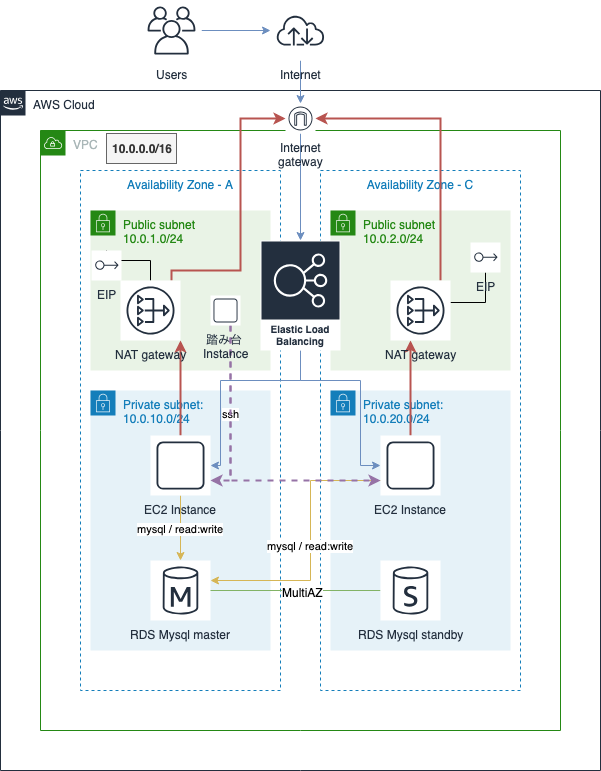 Users
Internet
aws
AWS Cloud
VPC
10.0.0.0/16
Internet
gateway
Availability Zone - A
Availability Zone - C
Public subnet
10.0.1.0/24
Public subnet
10.0.2.0/24
EIP
EIP
踏み台
Instance
Elastic Load
Balancing
NAT gateway
NAT gateway
Private subnet:
10.0.10.0/24
Private subnet:
10.0.20.0/24
ssh
EC2 Instance
EC2 Instance
mysql / read:write
mysql / read:write
M
MultiAZ
S
RDS Mysql master
RDS Mysql standby